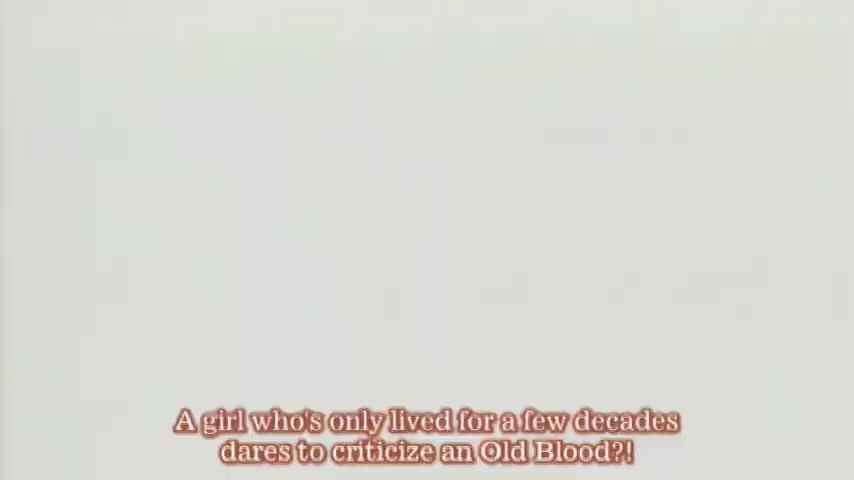 A girl who's only lived for a few decades
dares to criticize an Old Blood?!